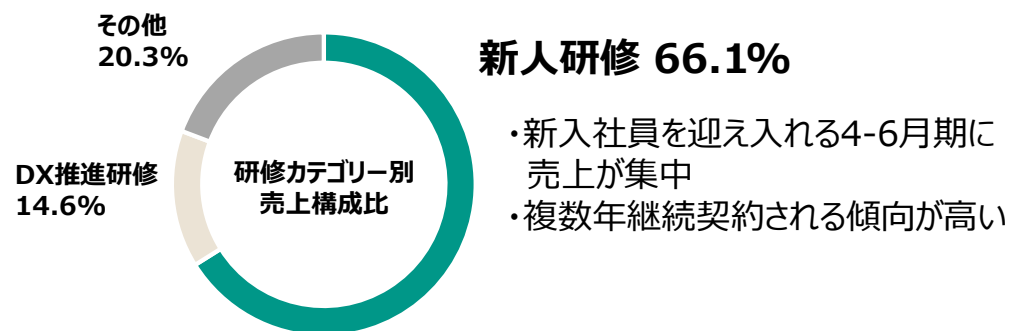 その他
20.3%
DX推進研修
14.6%
研修カテゴリー別
売上構成比
新人研修 66.1%
・新入社員を迎え入れる4-6月期に
売上が集中
・複数年継続契約される傾向が高い